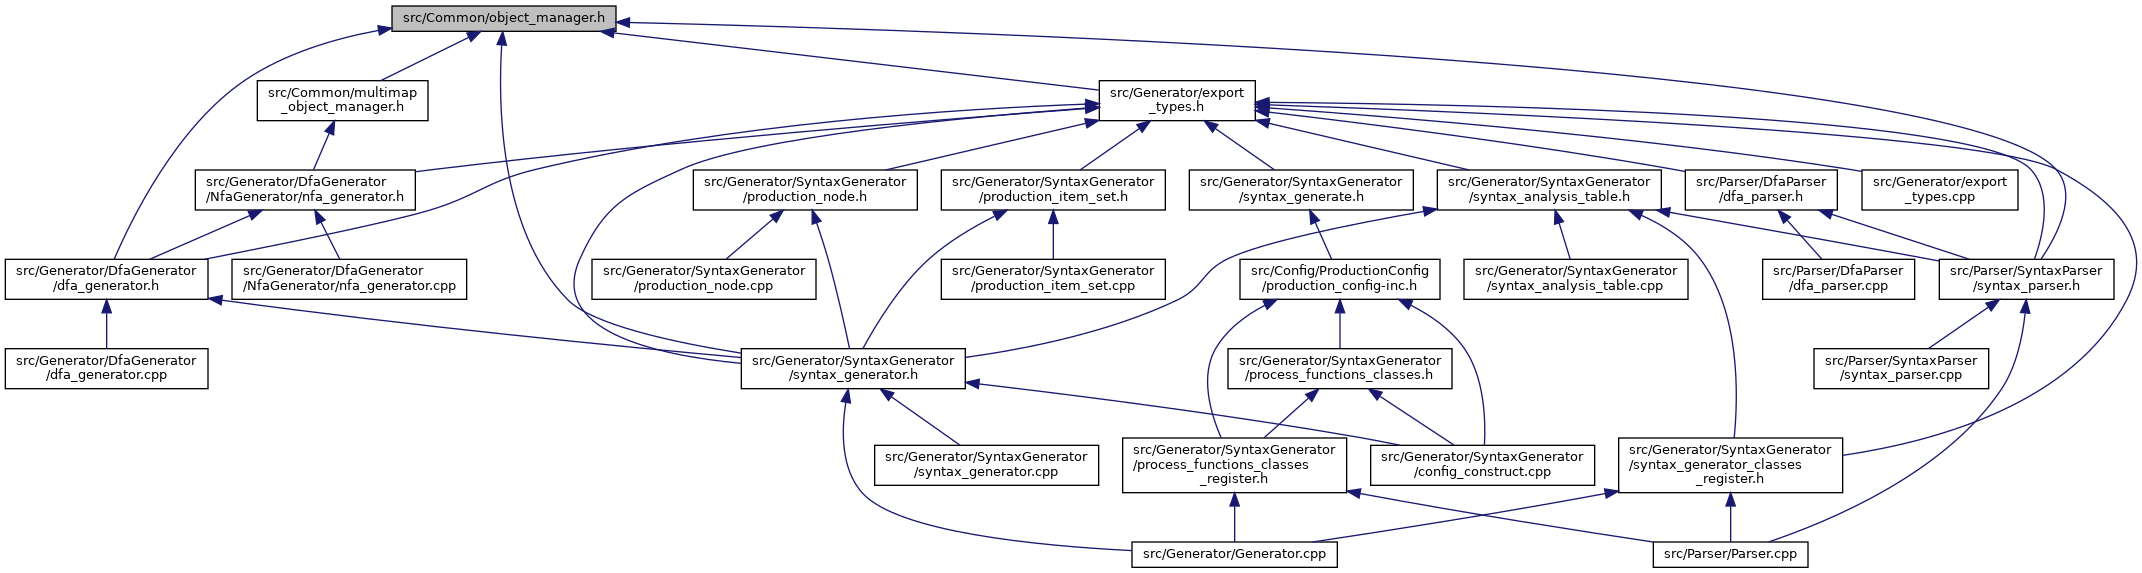 src/Common/object_manager.h
src/Common/multimap
_object_manager.h
src/Generator/export
_types.h
src/Generator/DfaGenerator
/NfaGenerator/nfa_generator.h
src/Generator/SyntaxGenerator
/production_node.h
src/Generator/SyntaxGenerator
/production_item_set.h
src/Generator/SyntaxGenerator
/syntax_generate.h
src/Generator/SyntaxGenerator
/syntax_analysis_table.h
src/Parser/DfaParser
/dfa_parser.h
src/Generator/export
_types.cpp
src/Generator/DfaGenerator
/dfa_generator.h
src/Generator/DfaGenerator
/NfaGenerator/nfa_generator.cpp
src/Generator/SyntaxGenerator
/production_node.cpp
src/Generator/SyntaxGenerator
/production_item_set.cpp
src/Config/ProductionConfig
/production_config-inc.h
src/Generator/SyntaxGenerator
/syntax_analysis_table.cpp
src/Parser/DfaParser
/dfa_parser.cpp
src/Parser/SyntaxParser
/syntax_parser.h
src/Generator/DfaGenerator
/dfa_generator.cpp
src/Generator/SyntaxGenerator
/syntax_generator.h
src/Generator/SyntaxGenerator
/process_functions_classes.h
src/Parser/SyntaxParser
/syntax_parser.cpp
src/Generator/SyntaxGenerator
/syntax_generator.cpp
src/Generator/SyntaxGenerator
/process_functions_classes
_register.h
src/Generator/SyntaxGenerator
/config_construct.cpp
src/Generator/SyntaxGenerator
/syntax_generator_classes
_register.h
src/Generator/Generator.cpp
src/Parser/Parser.cpp